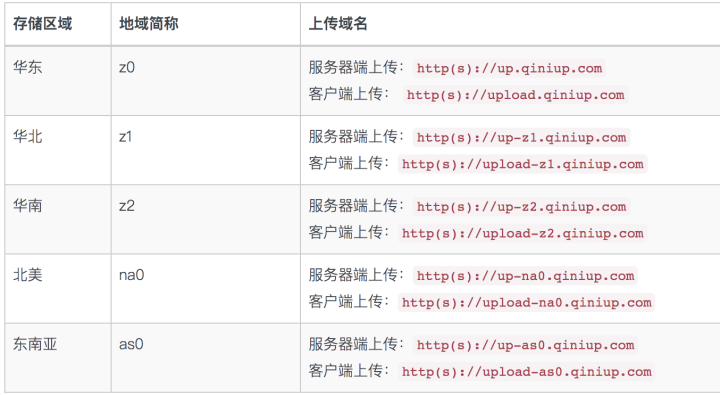 存储区域 地域简称 上传域名
华东 z0 服务器端上传： http(s)://up.qiniup.com
客户端上传： http(s)://upload.qiniup.com
华北 z1 服务器端上传： http(s)://up-z1.qiniup.com
客户端上传： http(s)://upload-z1.qiniup.com
华南 z2 服务器端上传： http(s)://up-z2.qiniup.com
客户端上传： http(s)://upload-z2.qiniup.com
北美 na0 服务器端上传： http(s)://up-na0.qiniup.com
客户端上传： http(s)://upload-na0.qiniup.com
东南亚 as0 服务器端上传： http(s)://up-as0.qiniup.com
客户端上传： http(s)://upload-as0.qiniup.com